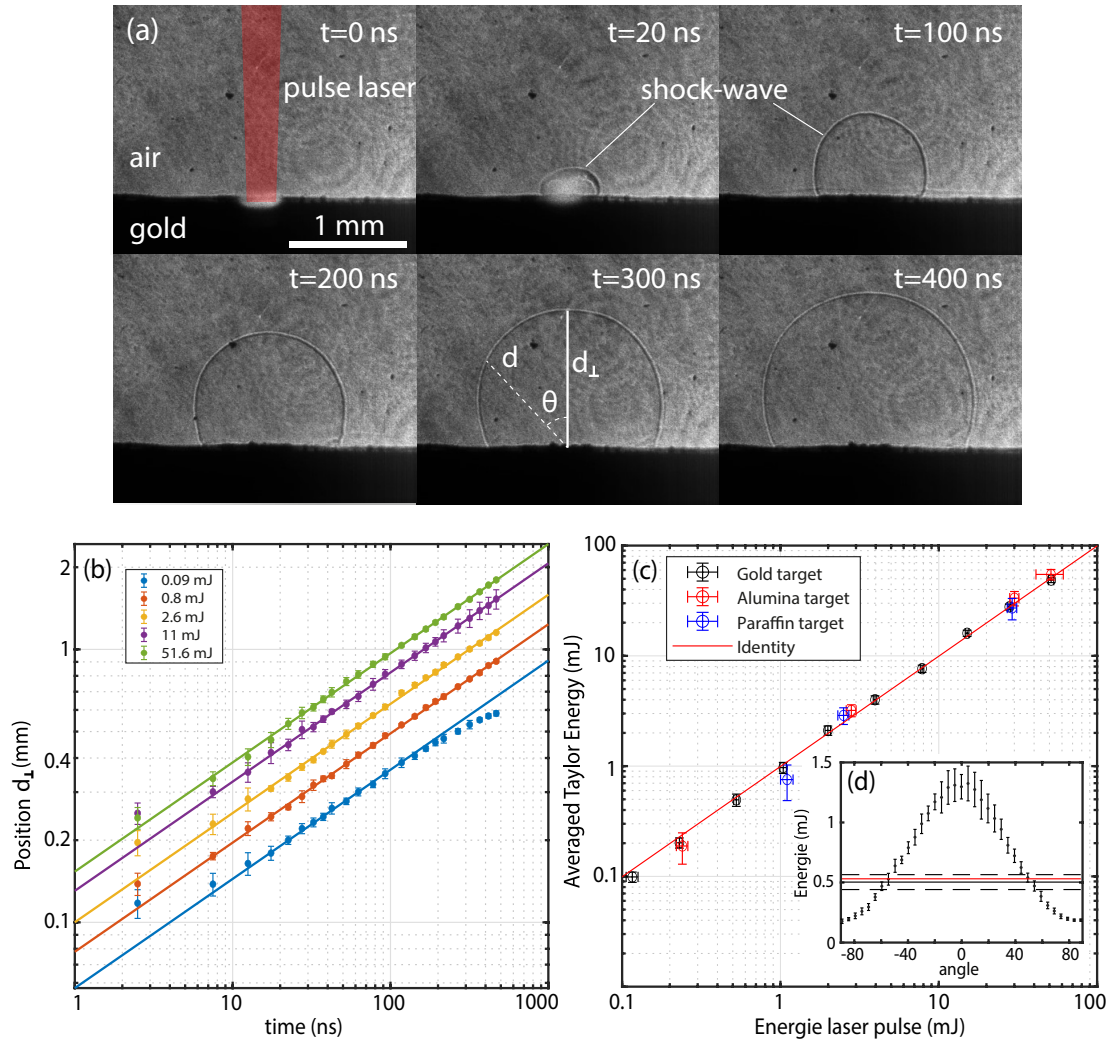 (a)
t=0 ns
t=20 ns
t=100 ns
pulse laser
shock-wave
air
gold
1 mm
t=200 ns
t=300 ns
t=400 ns
d
d⊥
θ
(b)
0.09 mJ
0.8 mJ
2.6 mJ
11 mJ
51.6 mJ
Position d⊥ (mm)
2
1
0.4
0.2
0.1
1
10
100
1000
time (ns)
(c)
Gold target
Alumina target
Paraffin target
Identity
Averaged Taylor Energy (mJ)
100
10
1
0.1
0.1
1
10
100
Energie laser pulse (mJ)
(d)
Energie (mJ)
1.5
1
0.5
0
-80
-40
0
40
80
angle